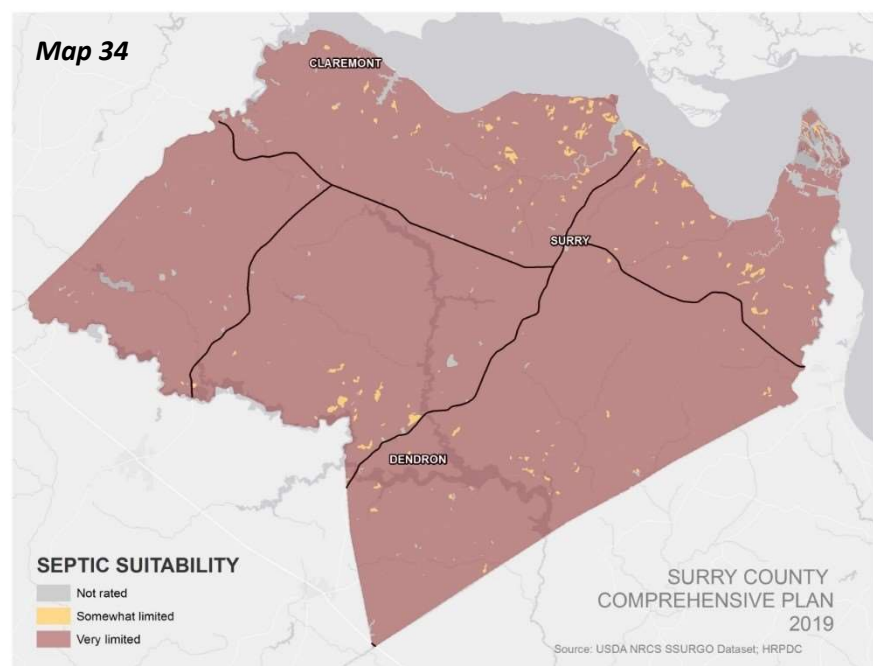 Map 34
CLAREMONT
SURRY
DENDRON
SEPTIC SUITABILITY
Not rated
Somewhat limited
Very limited
SURRY COUNTY
COMPREHENSIVE PLAN
2019
Source: USDA NRCS SSURGO Dataset; HRPDC